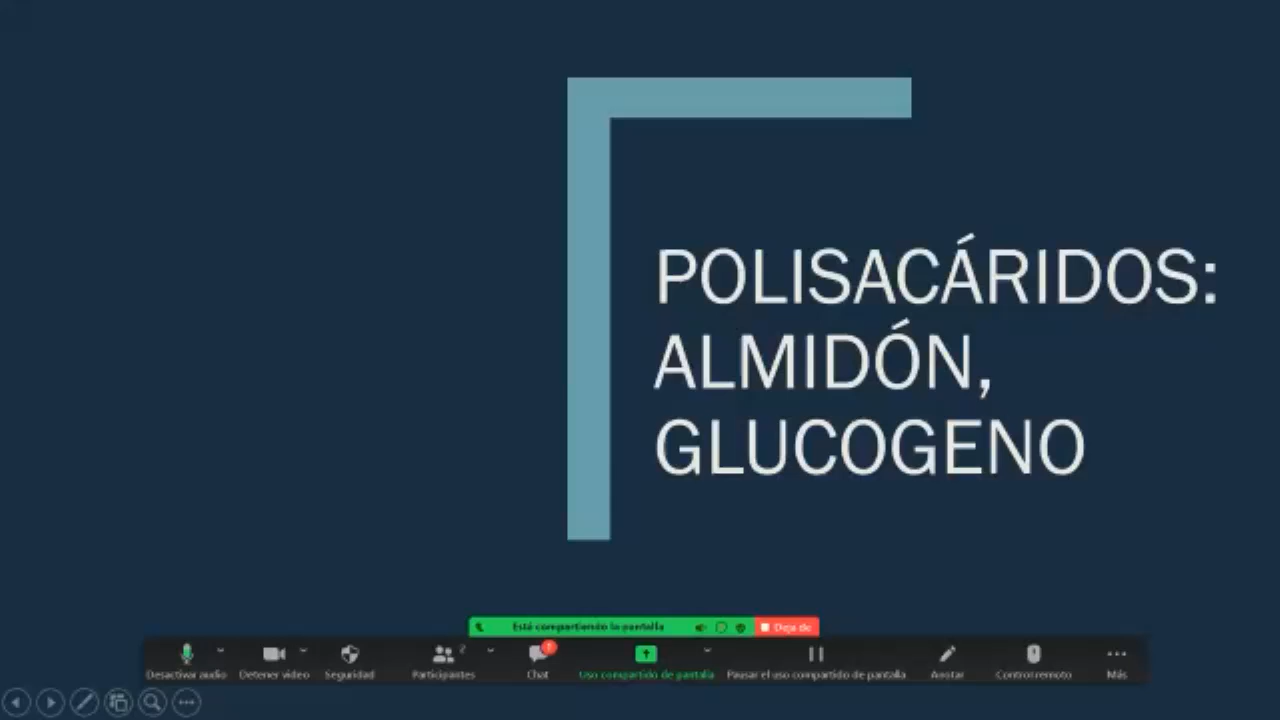 POLISACÁRIDOS:
ALMIDÓN,
GLUCOGENO
Está compartiendo la pantalla
Deja de
Desactivar audio
Detener video
Seguridad
Participantes
Chat
Uso compartido de pantalla
Pausar el uso compartido de pantalla
Anotar
Control remoto
Más